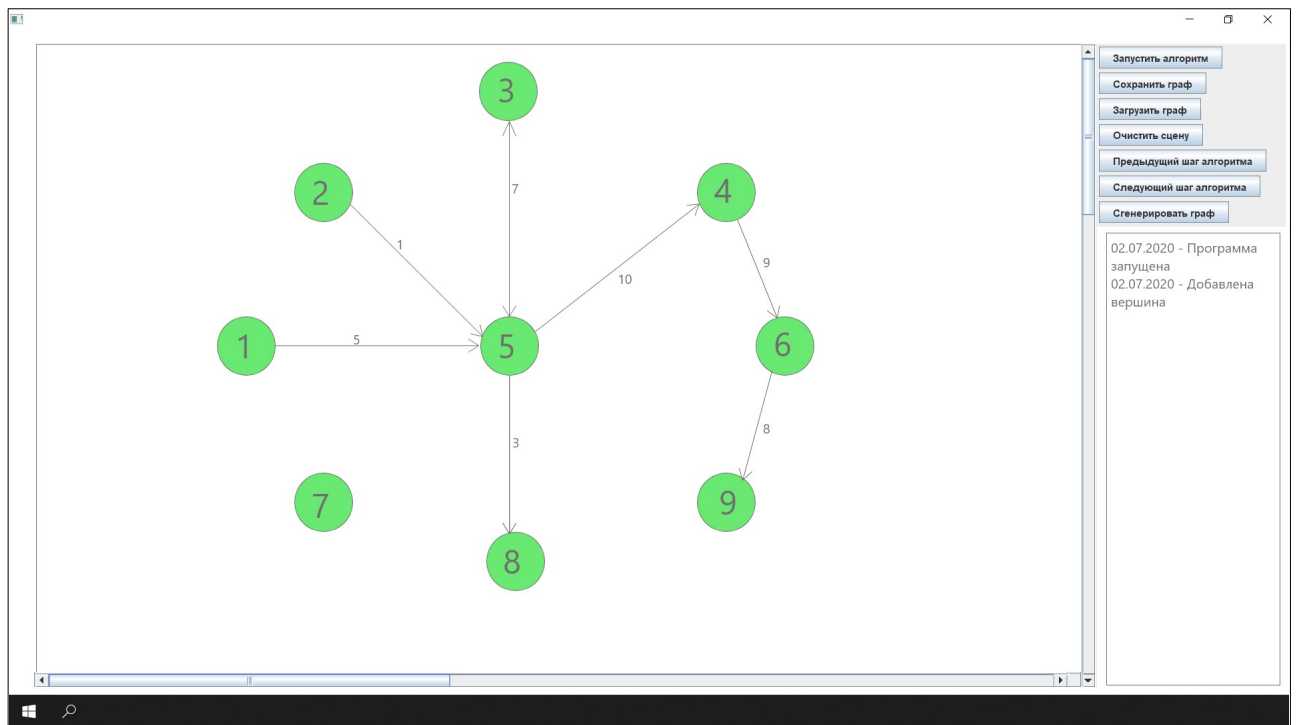 3
Запустить алгоритм
Сохранить граф
Загрузить граф
Очистить сцену
Предыдущий шаг алгоритма
Следующий шаг алгоритма
Сгенерировать граф
2
7
4
1
9
10
02.07.2020 - Программа
запущена
02.07.2020 - Добавлена
вершина
1
5
5
6
3
8
7
9
8